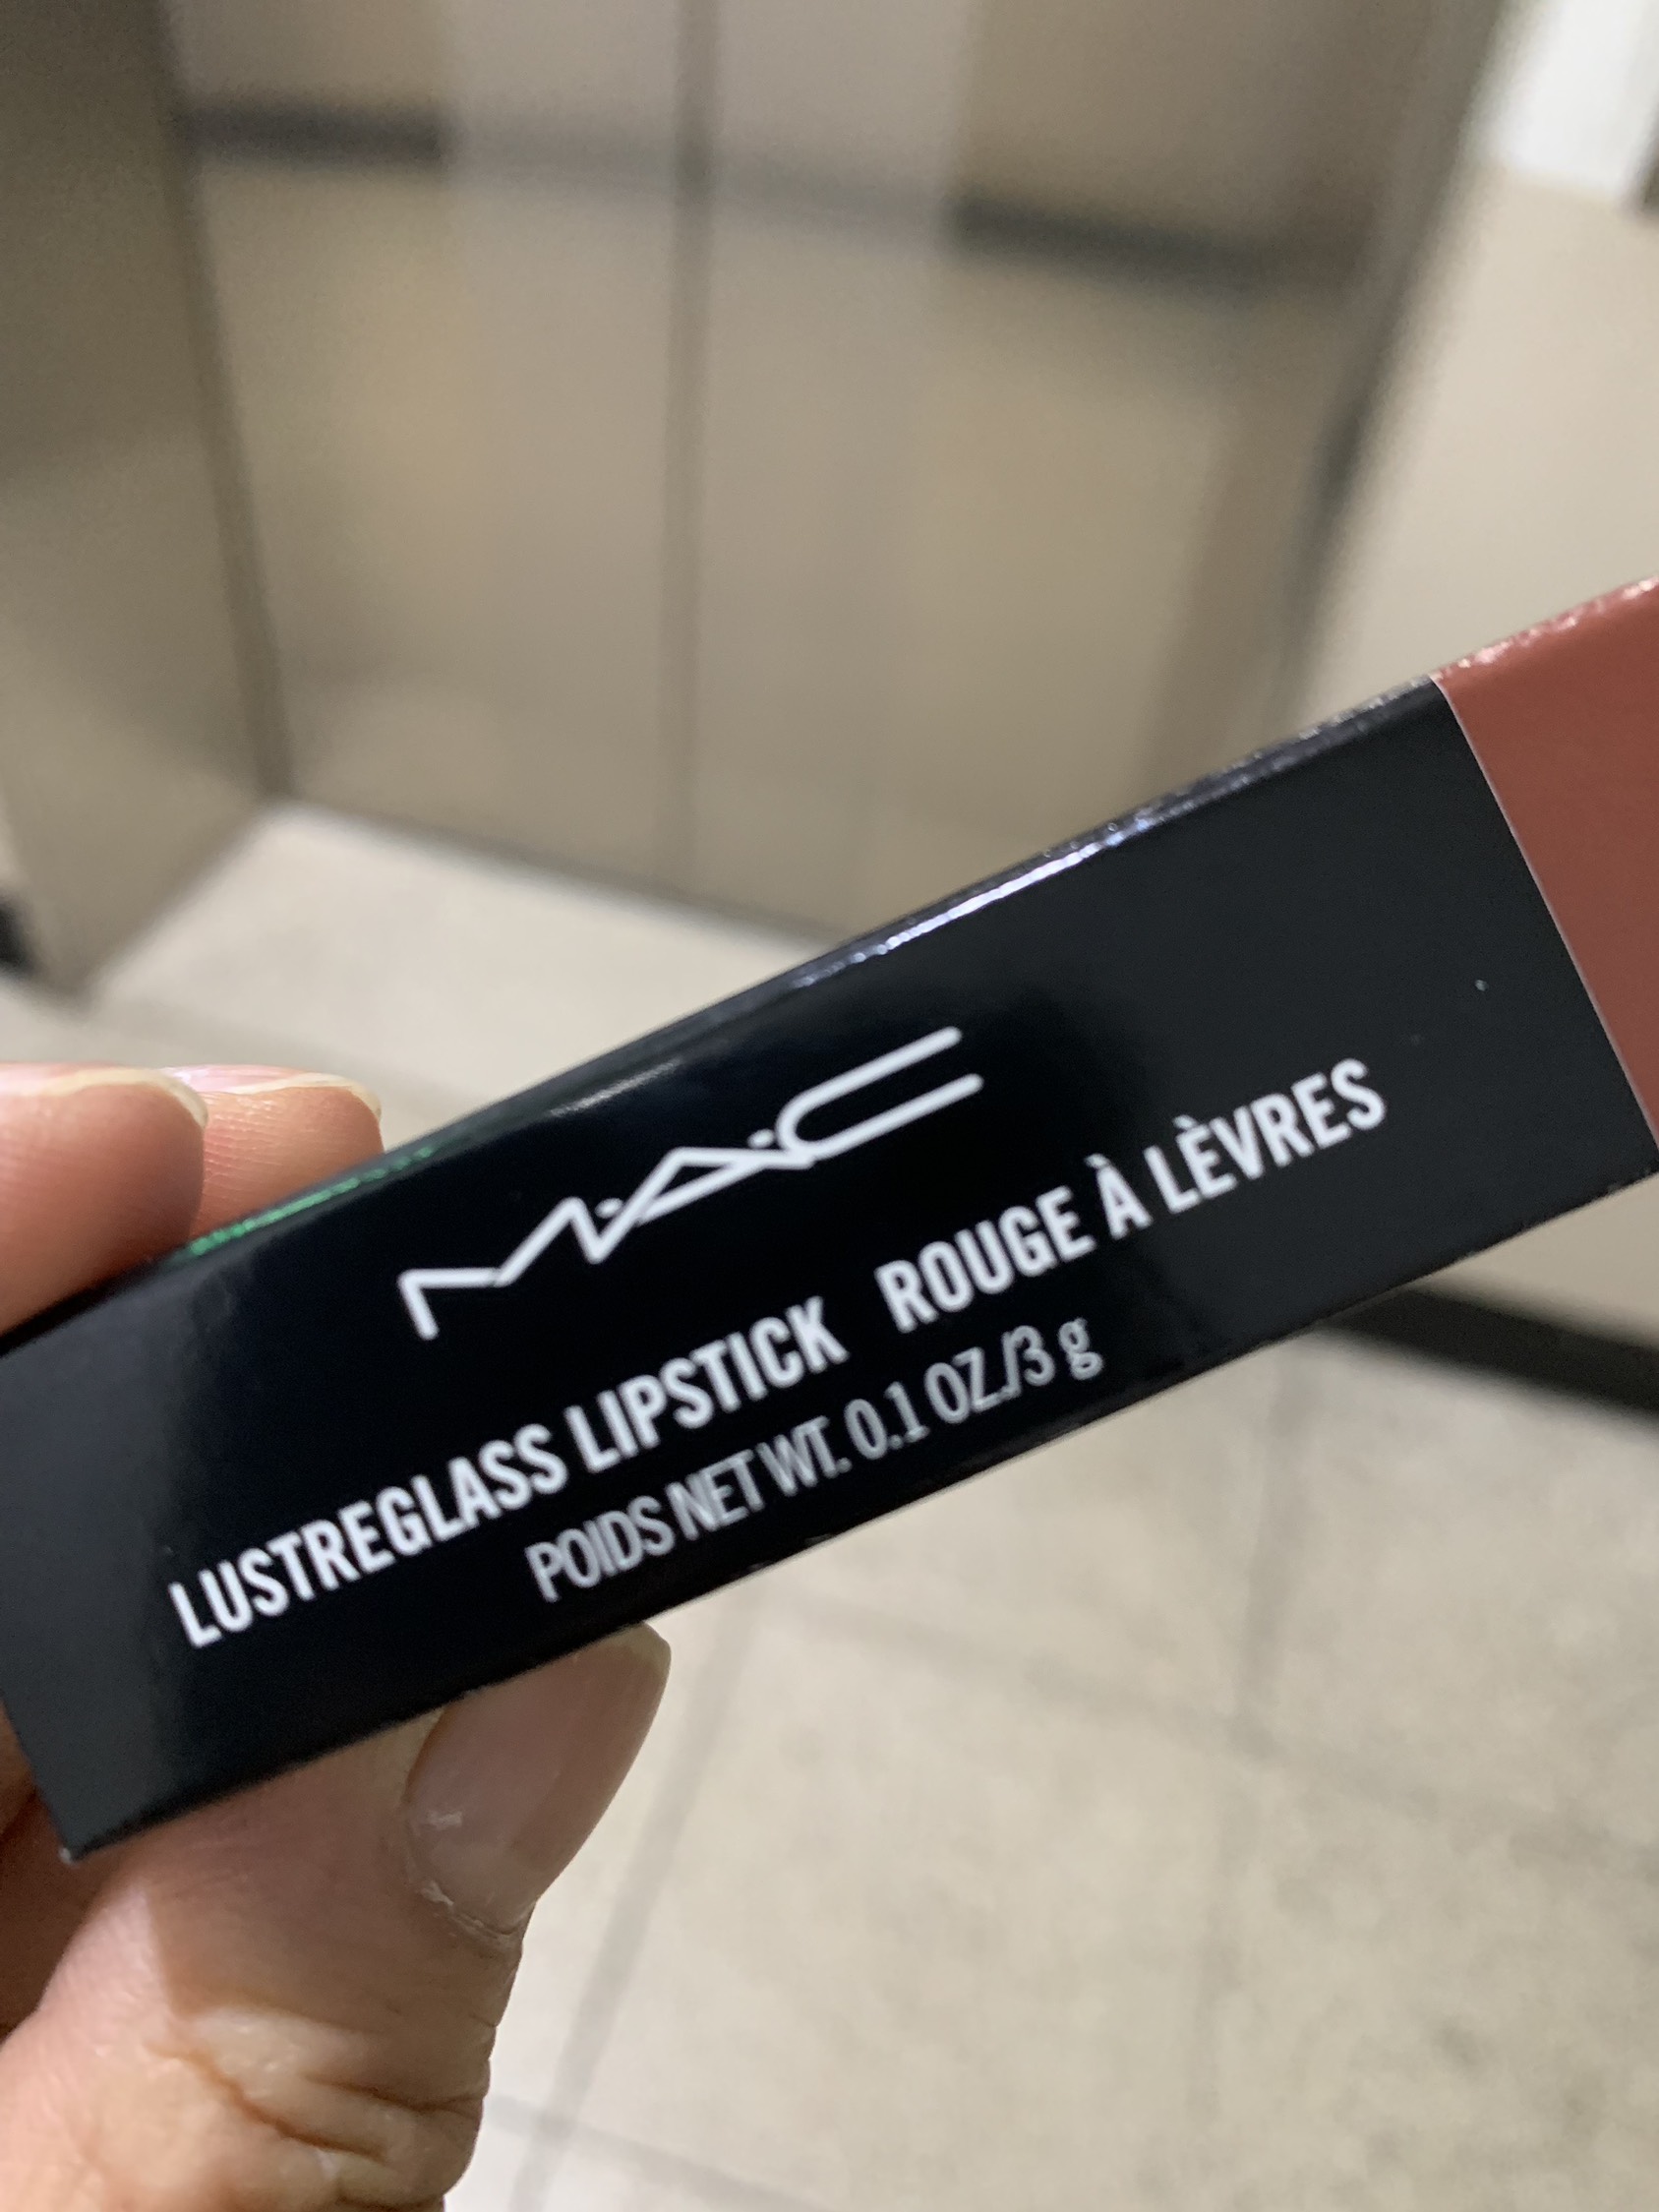 M·A·C
LUSTREGLASS LIPSTICK ROUGE À LÈVRES
POIDS NET WT. 0.1 OZ./3 g